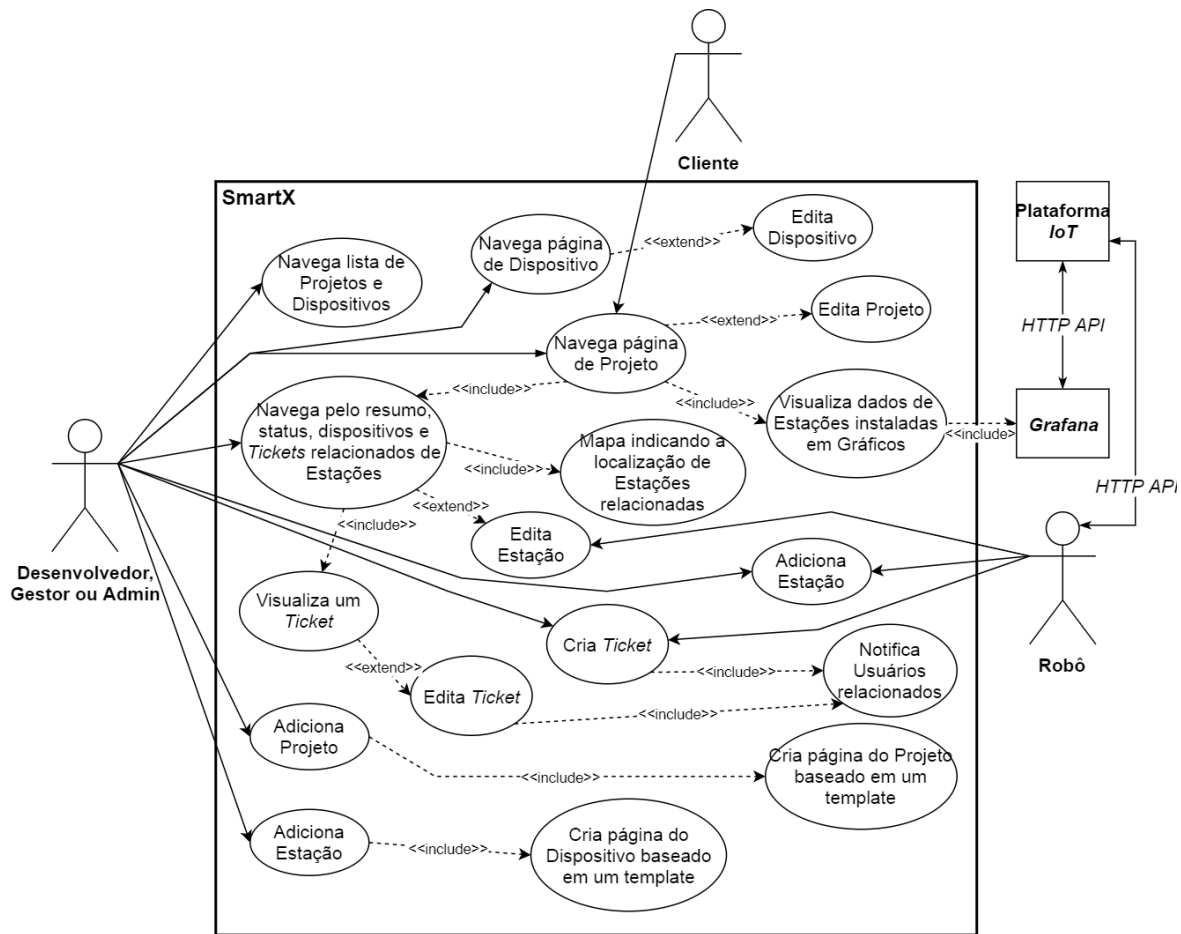 Cliente
SmartX
Navega lista de
Projetos e
Dispositivos
Navega página
de Dispositivo
<<extend>>
Edita
Dispositivo
Plataforma
IoT
HTTP API
Navega página
de Projeto
<<extend>>
Edita Projeto
<<include>>
<<include>>
Navega pelo resumo,
status, dispositivos e
Tickets relacionados de
Estações
<<include>>
Mapa indicando a
localização de
Estações
relacionadas
Visualiza dados de
Estações instaladas
em Gráficos
<<include>>
Grafana
HTTP API
<<extend>>
Edita
Estação
<<include>>
Adiciona
Estação
Desenvolvedor,
Gestor ou Admin
Visualiza um
Ticket
<<extend>>
Edita Ticket
Cria Ticket
<<include>>
<<include>>
Notifica
Usuários
relacionados
Robô
Adiciona
Projeto
<<include>>
Cria página do Projeto
baseado em um
template
Adiciona
Estação
<<include>>
Cria página do
Dispositivo baseado
em um template